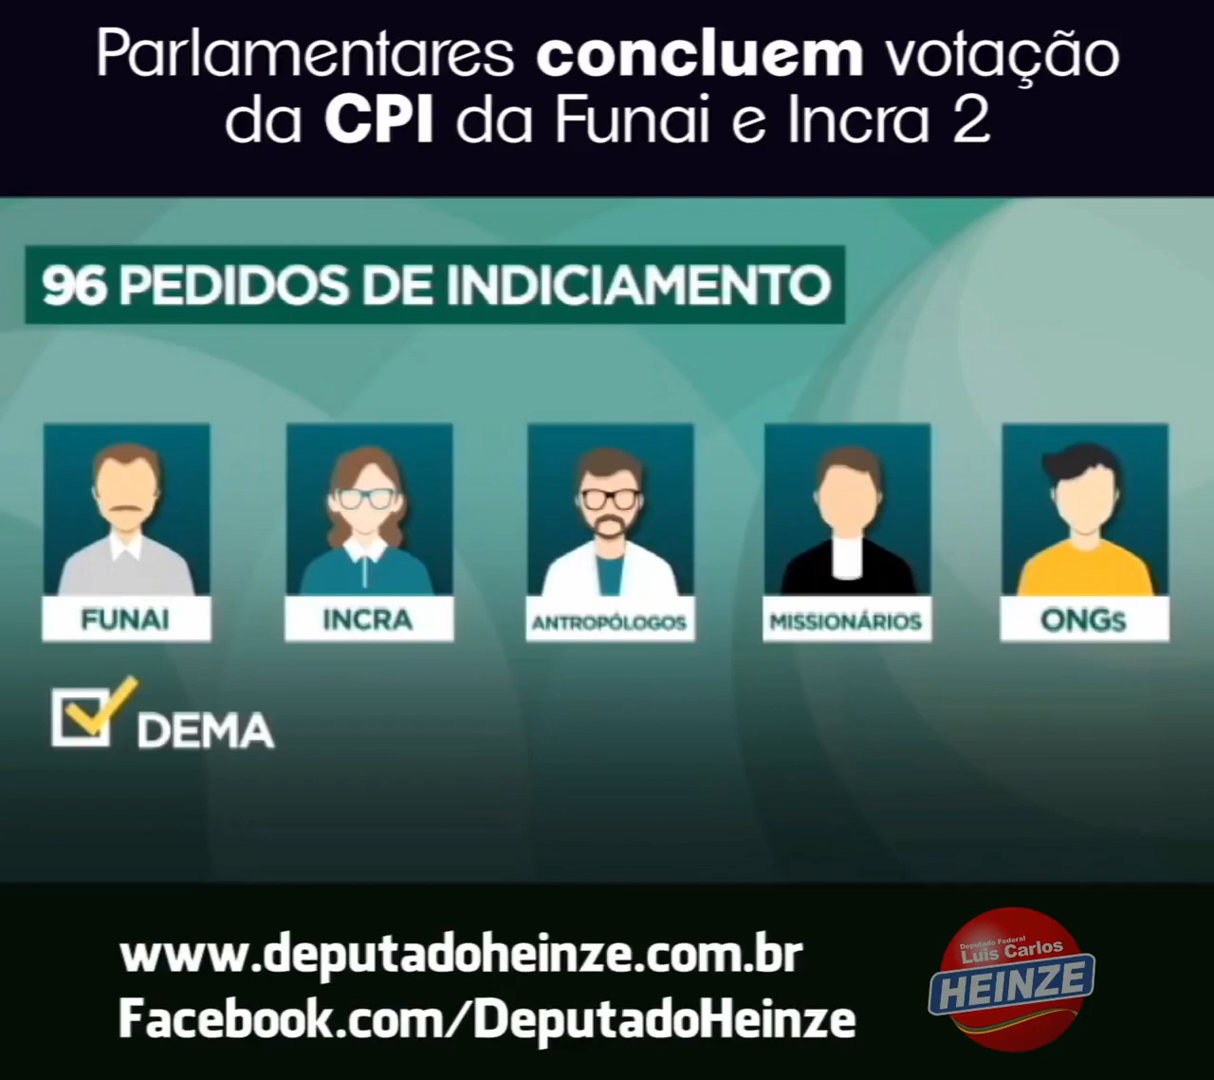 Parlamentares concluem votação
da CPI da Funai e Incra 2
96 PEDIDOS DE INDICIAMENTO
FUNAI
INCRA
ANTROPÓLOGOS
MISSIONÁRIOS
ONGs
DEMA
www.deputadoheinze.com.br
Facebook.com/DeputadoHeinze
Deputado Federal
Luis Carlos
HEINZE